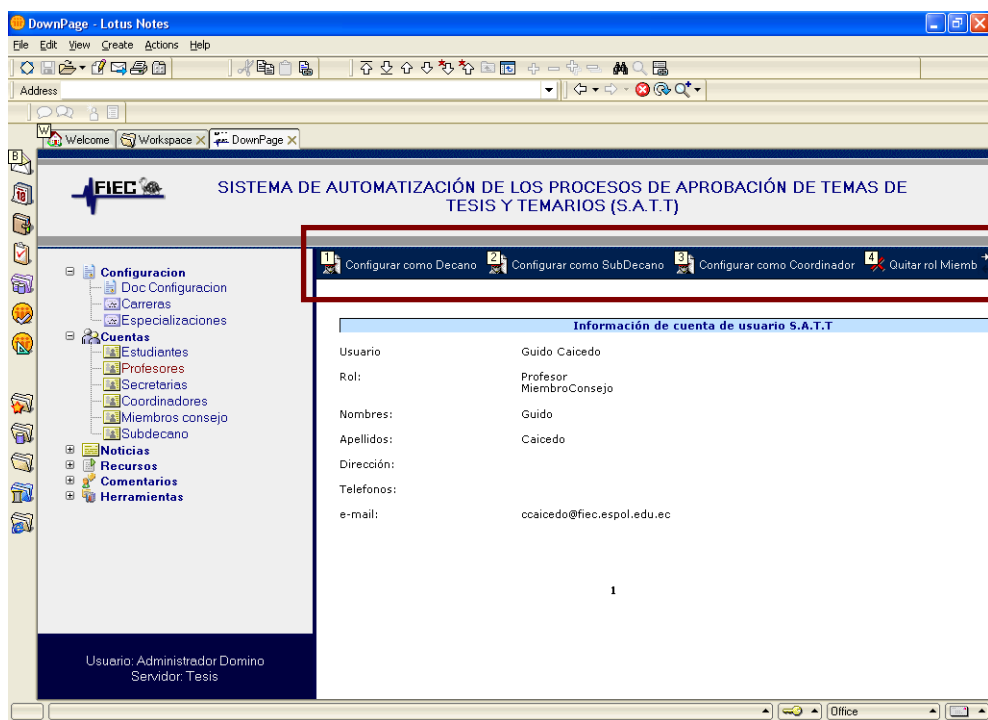 DownPage - Lotus Notes
File Edit View Create Actions Help
Address
W
Welcome Workspace DownPage
B
18
FIEC
SISTEMA DE AUTOMATIZACIÓN DE LOS PROCESOS DE APROBACIÓN DE TEMAS DE
TESIS Y TEMARIOS (S.A.T.T)
1 Configurar como Decano 2 Configurar como SubDecano 3 Configurar como Coordinador 4 Quitar rol Miemb
Configuracion
Doc Configuracion
Carreras
Especializaciones
Cuentas
Estudiantes
Profesores
Secretarias
Coordinadores
Miembros consejo
Subdecano
Noticias
Recursos
Comentarios
Herramientas
Información de cuenta de usuario S.A.T.T
Usuario Guido Caicedo
Rol: Profesor
MiembroConsejo
Nombres: Guido
Apellidos: Caicedo
Dirección:
Telefonos:
e-mail: ccaicedo@fiec.espol.edu.ec
1
Usuario: Administrador Domino
Servidor: Tesis
Office